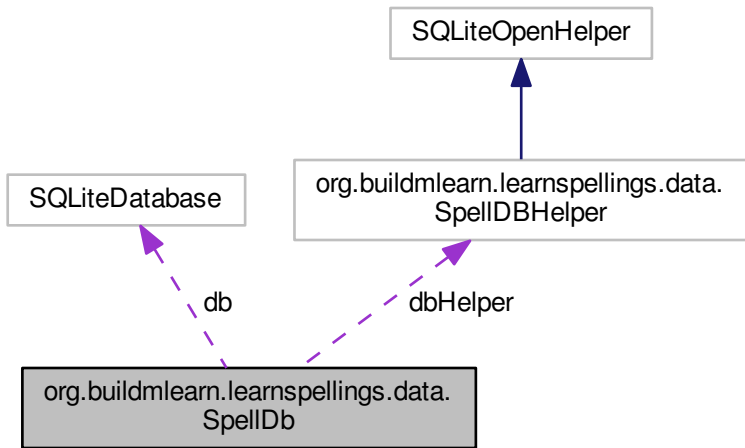 SQLiteOpenHelper
org.buildmlearn.learnspellings.data.
SpellDBHelper
SQLiteDatabase
db
dbHelper
org.buildmlearn.learnspellings.data.
SpellDb